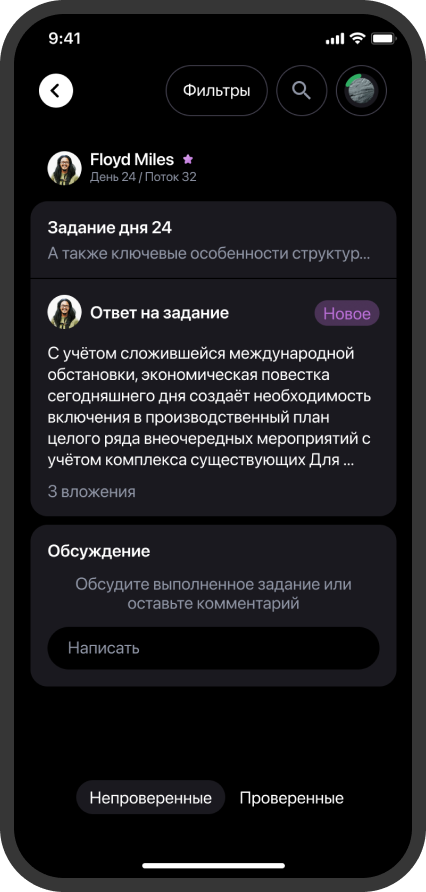 9:41
Фильтры
Floyd Miles
День 24 / Поток 32
Задание дня 24
А также ключевые особенности структур...
Ответ на задание
Новое
С учётом сложившейся международной
обстановки, экономическая повестка
сегодняшнего дня создаёт необходимость
включения в производственный план
целого ряда внеочередных мероприятий с
учётом комплекса существующих Для ...
3 вложения
Обсуждение
Обсудите выполненное задание или
оставьте комментарий
Написать
Непроверенные
Проверенные